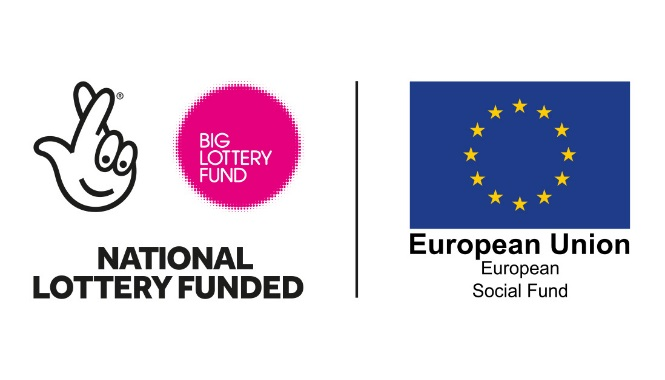 ®
BIG
LOTTERY
FUND
NATIONAL
LOTTERY FUNDED
European Union
European
Social Fund